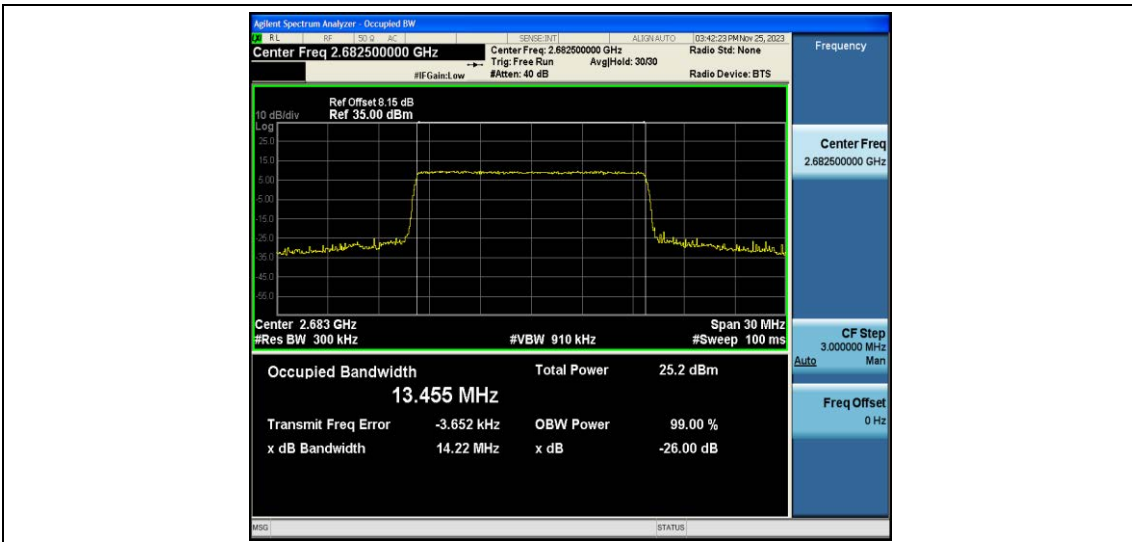 Agilent Spectrum Analyzer - Occupied BW
LXI RL RF 50 Ω AC SENSE:INT ALIGN AUTO 03:42:23 PM Nov 25, 2023
Center Freq 2.682500000 GHz
Center Freq: 2.682500000 GHz
Radio Std: None
Trig: Free Run Avg|Hold: 30/30
#IFGain:Low #Atten: 40 dB Radio Device: BTS
Ref Offset 8.15 dB
10 dB/div Ref 35.00 dBm
Log
25.0
15.0
5.00
-5.00
-15.0
-25.0
-35.0
-45.0
-55.0
Center 2.683 GHz Span 30 MHz
#Res BW 300 kHz #VBW 910 kHz #Sweep 100 ms
Occupied Bandwidth Total Power 25.2 dBm
13.455 MHz
Transmit Freq Error -3.652 kHz OBW Power 99.00 %
x dB Bandwidth 14.22 MHz x dB -26.00 dB
MSG STATUS
Frequency
Center Freq
2.682500000 GHz
CF Step
3.000000 MHz
Auto Man
Freq Offset
0 Hz